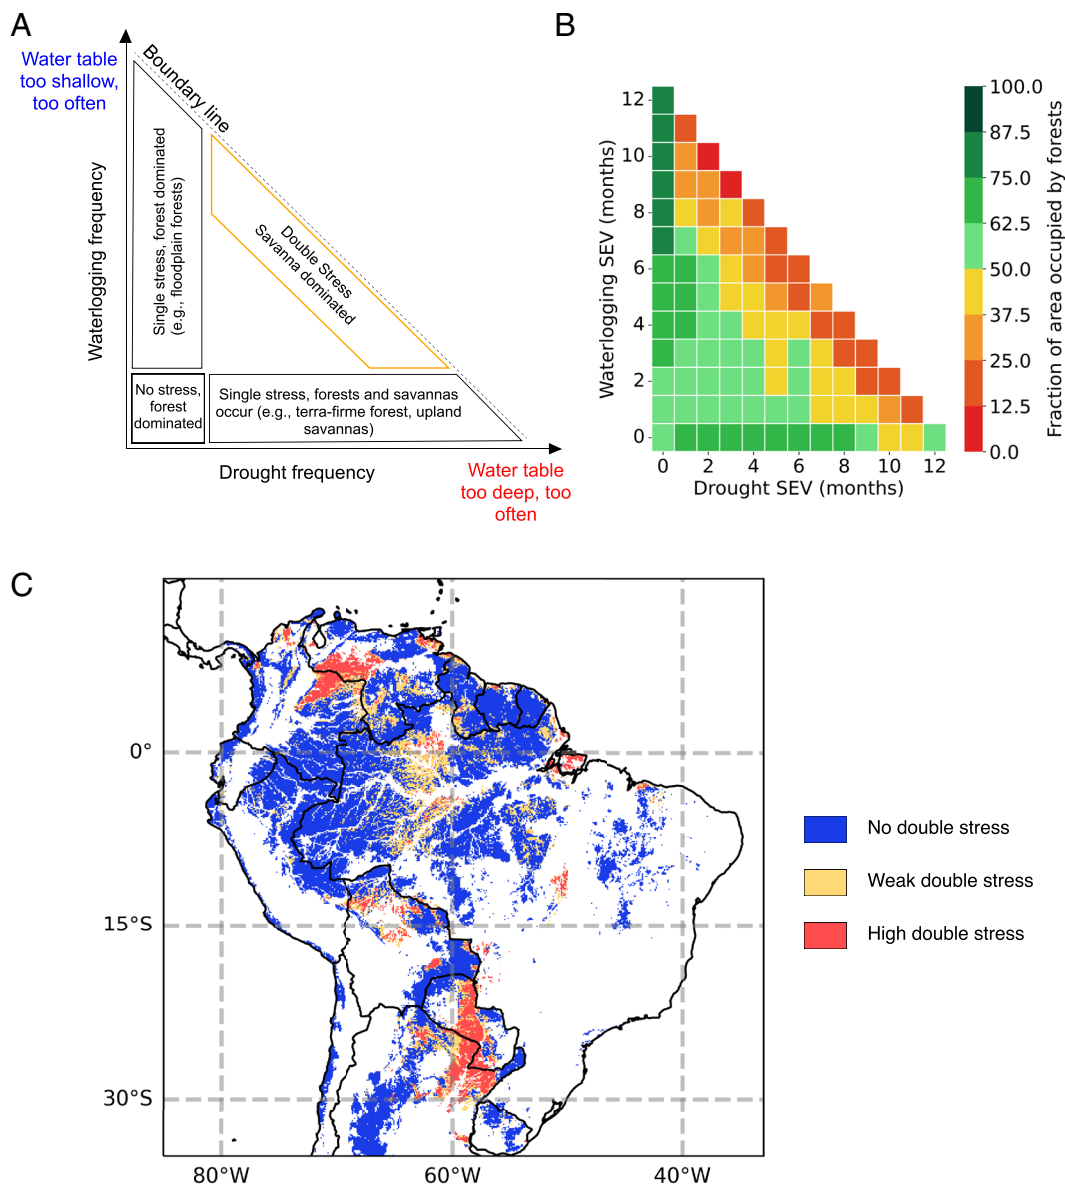 A
Water table
too shallow,
too often
Boundary line
Waterlogging frequency
Single stress, forest dominated
(e.g., floodplain forests)
Double Stress
Savanna dominated
No stress,
forest
dominated
Single stress, forests and savannas
occur (e.g., terra-firme forest, upland
savannas)
Drought frequency
Water table
too deep, too
often
B
Waterlogging SEV (months)
12
10
8
6
4
2
0
0 2 4 6 8 10 12
Drought SEV (months)
100.0
87.5
75.0
62.5
50.0
37.5
25.0
12.5
0.0
Fraction of area occupied by forests
C
0°
15°S
30°S
80°W 60°W 40°W
No double stress
Weak double stress
High double stress